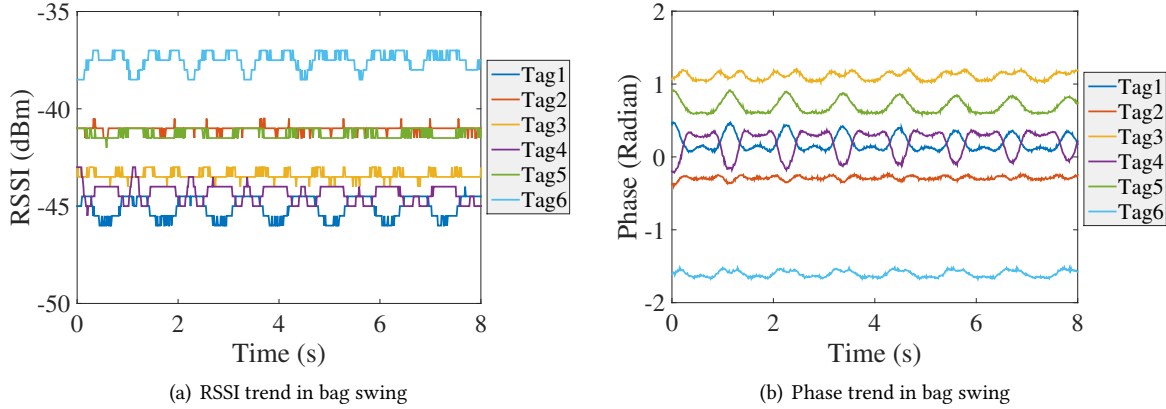 -35
-40
-45
-50
RSSI (dBm)
0 2 4 6 8
Time (s)
Tag1
Tag2
Tag3
Tag4
Tag5
Tag6
(a) RSSI trend in bag swing
2
1
0
-1
-2
Phase (Radian)
0 2 4 6 8
Time (s)
Tag1
Tag2
Tag3
Tag4
Tag5
Tag6
(b) Phase trend in bag swing